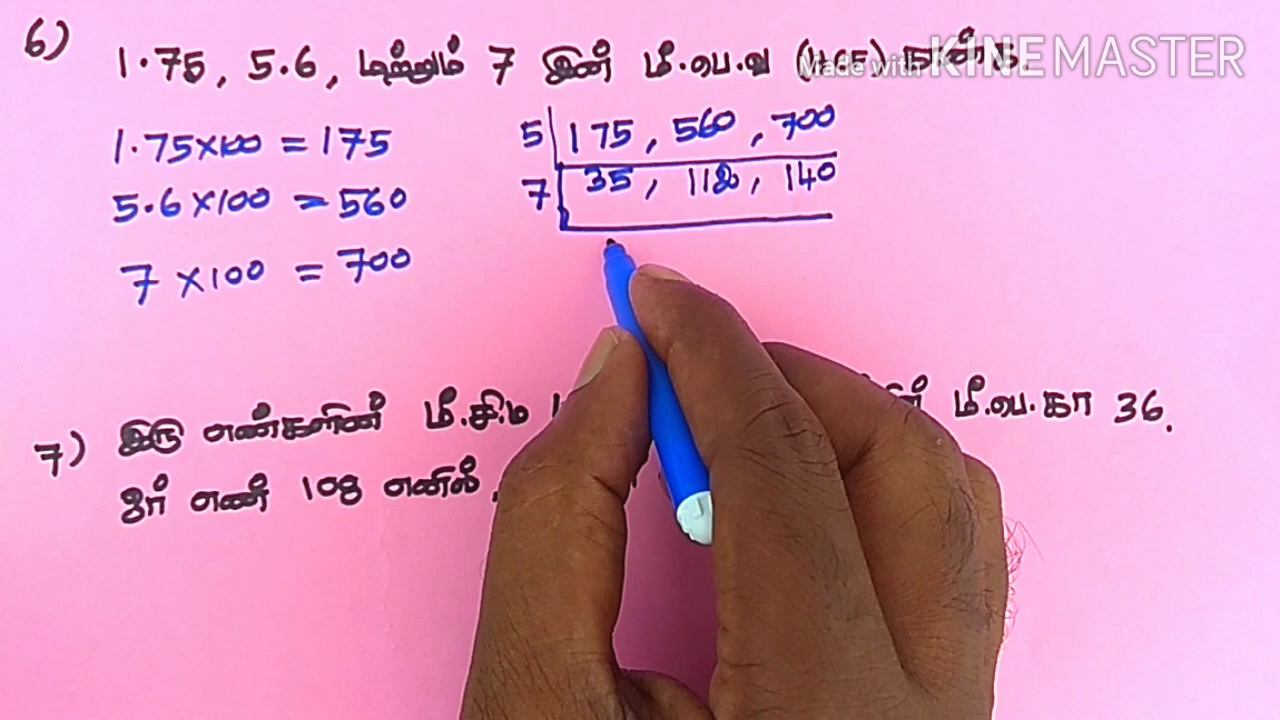 6) 1.75, 5.6, மற்றும் 7 இன் மீ.பெ.வ
Made with KINEMASTER
1.75×100 = 175
5.6×100 = 560
7×100 = 700
5 | 175, 560, 700
7 | 35, 112, 140
7) இரு எண்களின் மீ.சி.ம மீ.பொ.கா 36.
ஓர் எண் 108 எனில்